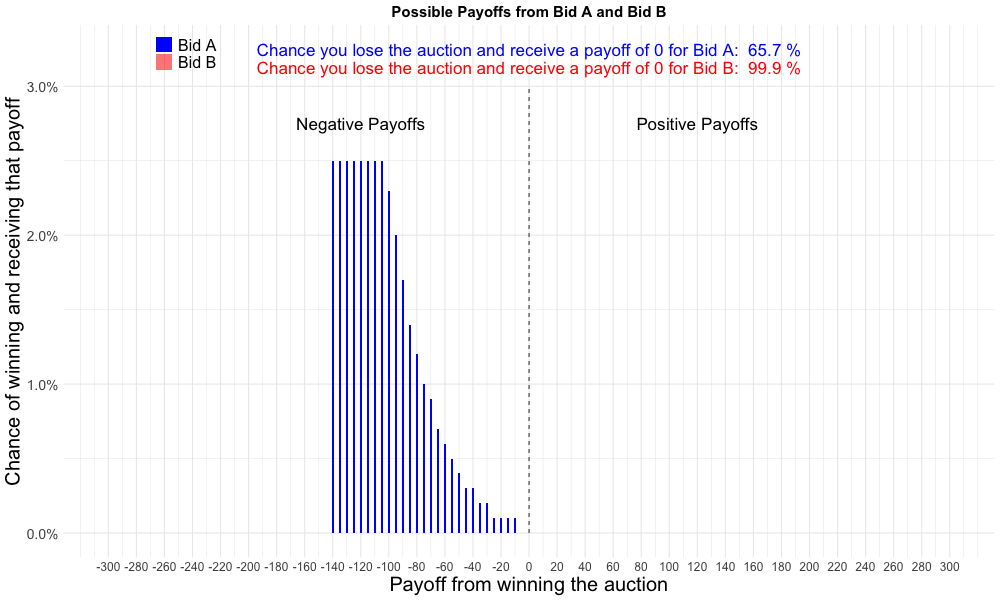 Possible Payoffs from Bid A and Bid B
Bid A
Bid B
Chance you lose the auction and receive a payoff of 0 for Bid A:  65.7 %
Chance you lose the auction and receive a payoff of 0 for Bid B:  99.9 %
Negative Payoffs
Positive Payoffs
Chance of winning and receiving that payoff
3.0%
2.0%
1.0%
0.0%
-300 -280 -260 -240 -220 -200 -180 -160 -140 -120 -100 -80 -60 -40 -20 0 20 40 60 80 100 120 140 160 180 200 220 240 260 280 300
Payoff from winning the auction